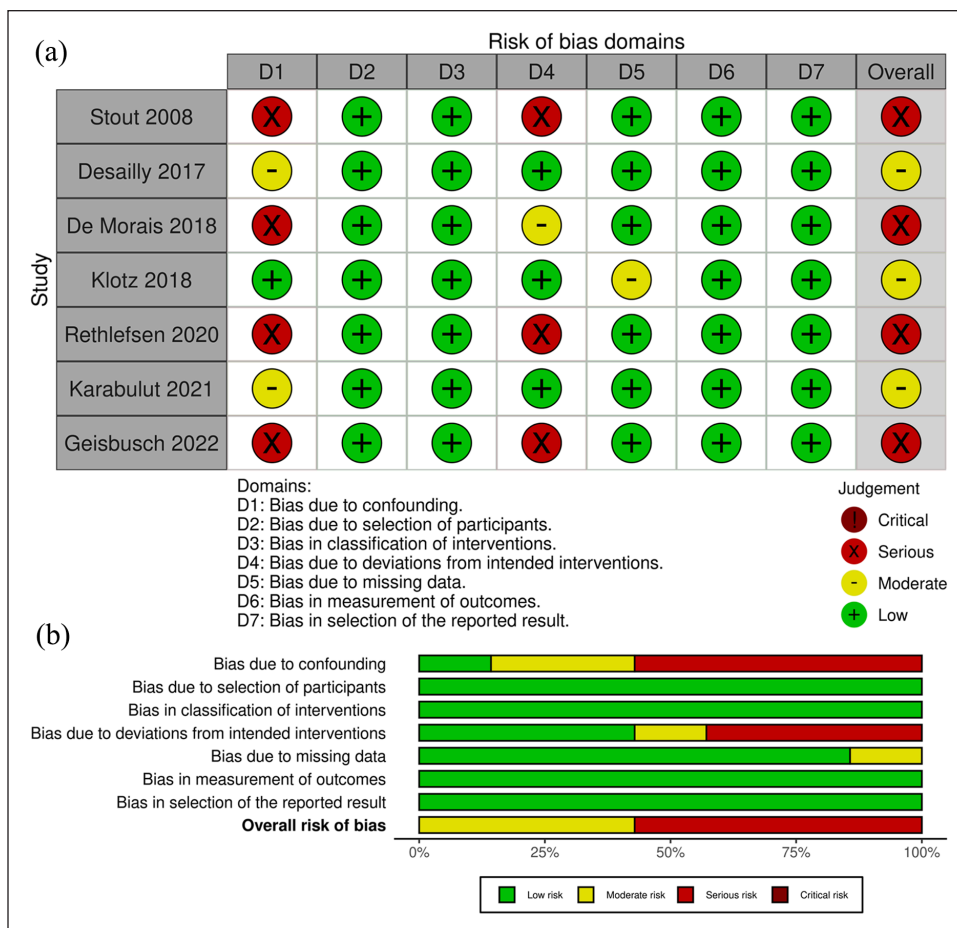 (a)
Risk of bias domains
D1 D2 D3 D4 D5 D6 D7 Overall
Study
Stout 2008 X + + X + + + X
Desailly 2017 - + + + + + + -
De Morais 2018 X + + - + + + X
Klotz 2018 + + + + - + + -
Rethlefsen 2020 X + + X + + + X
Karabulut 2021 - + + + + + + -
Geisbusch 2022 X + + X + + + X
Domains:
D1: Bias due to confounding.
D2: Bias due to selection of participants.
D3: Bias in classification of interventions.
D4: Bias due to deviations from intended interventions.
D5: Bias due to missing data.
D6: Bias in measurement of outcomes.
D7: Bias in selection of the reported result.
Judgement
! Critical
X Serious
- Moderate
+ Low
(b)
Bias due to confounding
Bias due to selection of participants
Bias in classification of interventions
Bias due to deviations from intended interventions
Bias due to missing data
Bias in measurement of outcomes
Bias in selection of the reported result
Overall risk of bias
0% 25% 50% 75% 100%
Low risk Moderate risk Serious risk Critical risk